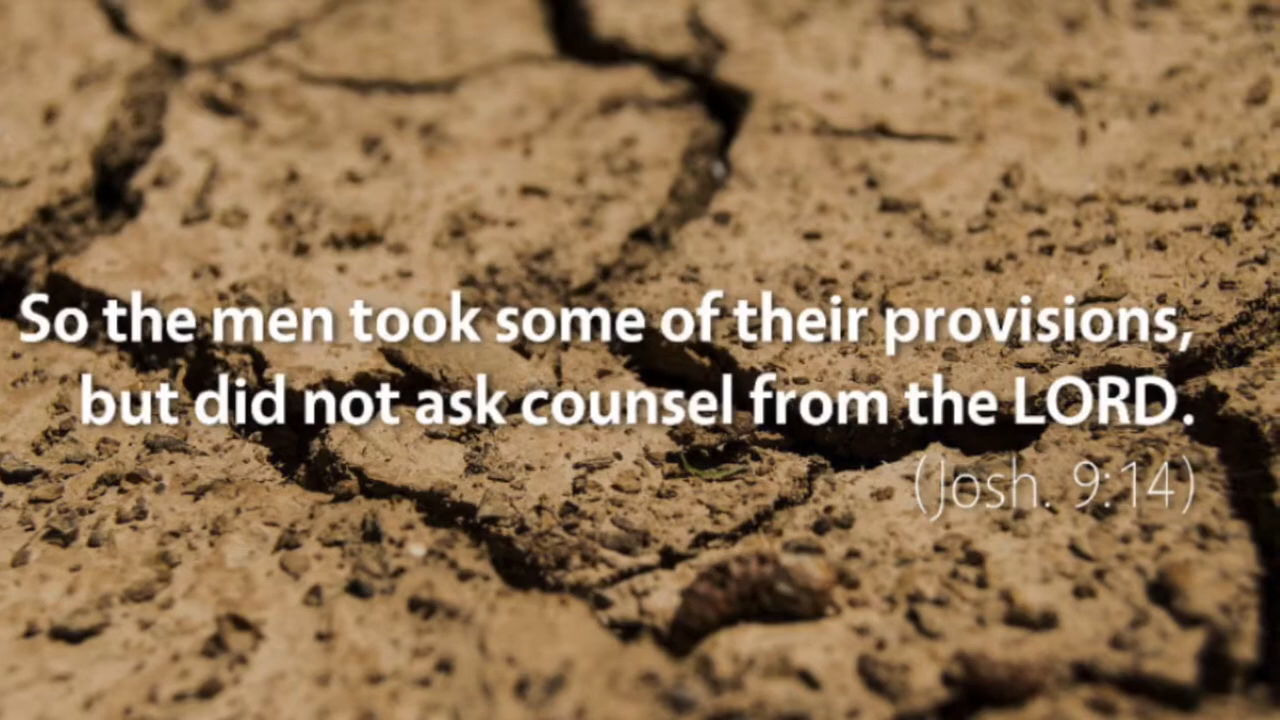 So the men took some of their provisions,
but did not ask counsel from the LORD.
(Josh. 9:14)